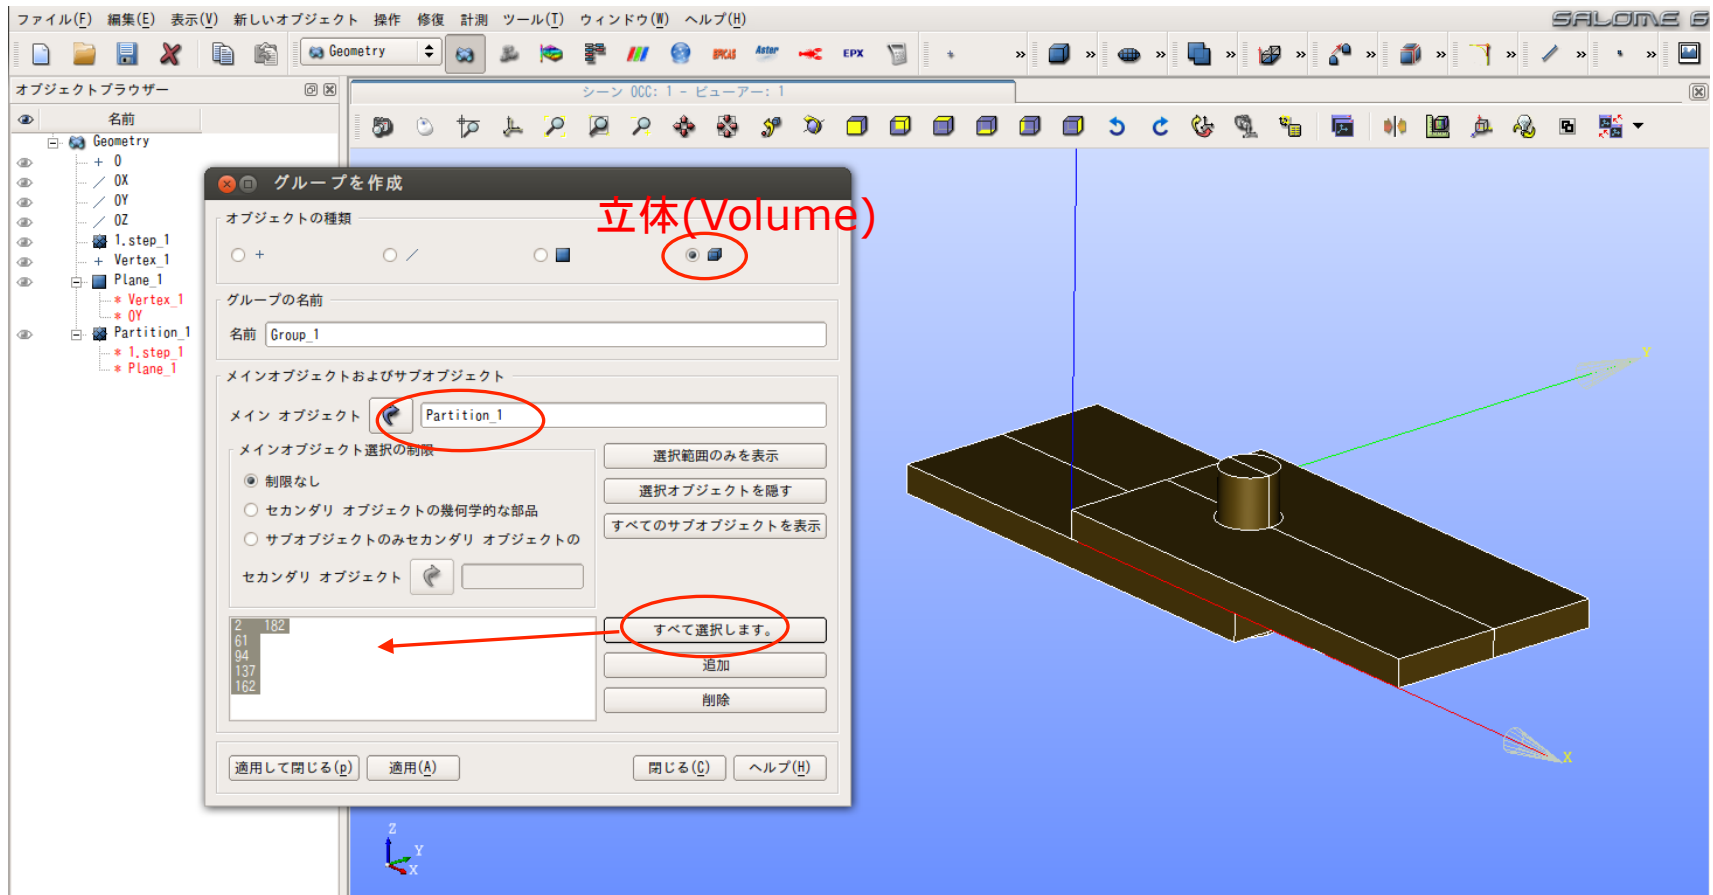 ファイル(F) 編集(E) 表示(V) 新しいオブジェクト 操作 修復 計測 ツール(T) ウィンドウ(W) ヘルプ(H)
SALOME 6
Geometry
Aster
EPX
オブジェクトブラウザー
シーン OCC: 1 - ビューアー: 1
名前
Geometry
O
OX
OY
OZ
1.step_1
Vertex_1
Plane_1
* Vertex_1
* OY
Partition_1
* 1.step_1
* Plane_1
グループを作成
立体(Volume)
オブジェクトの種類
グループの名前
名前 Group_1
メインオブジェクトおよびサブオブジェクト
メイン オブジェクト Partition_1
メインオブジェクト選択の制限
制限なし
セカンダリ オブジェクトの幾何学的な部品
サブオブジェクトのみセカンダリ オブジェクトの
セカンダリ オブジェクト
選択範囲のみを表示
選択オブジェクトを隠す
すべてのサブオブジェクトを表示
2 182
61
94
137
162
すべて選択します。
追加
削除
適用して閉じる(p) 適用(A) 閉じる(C) ヘルプ(H)
Y
X
Z
Y
X